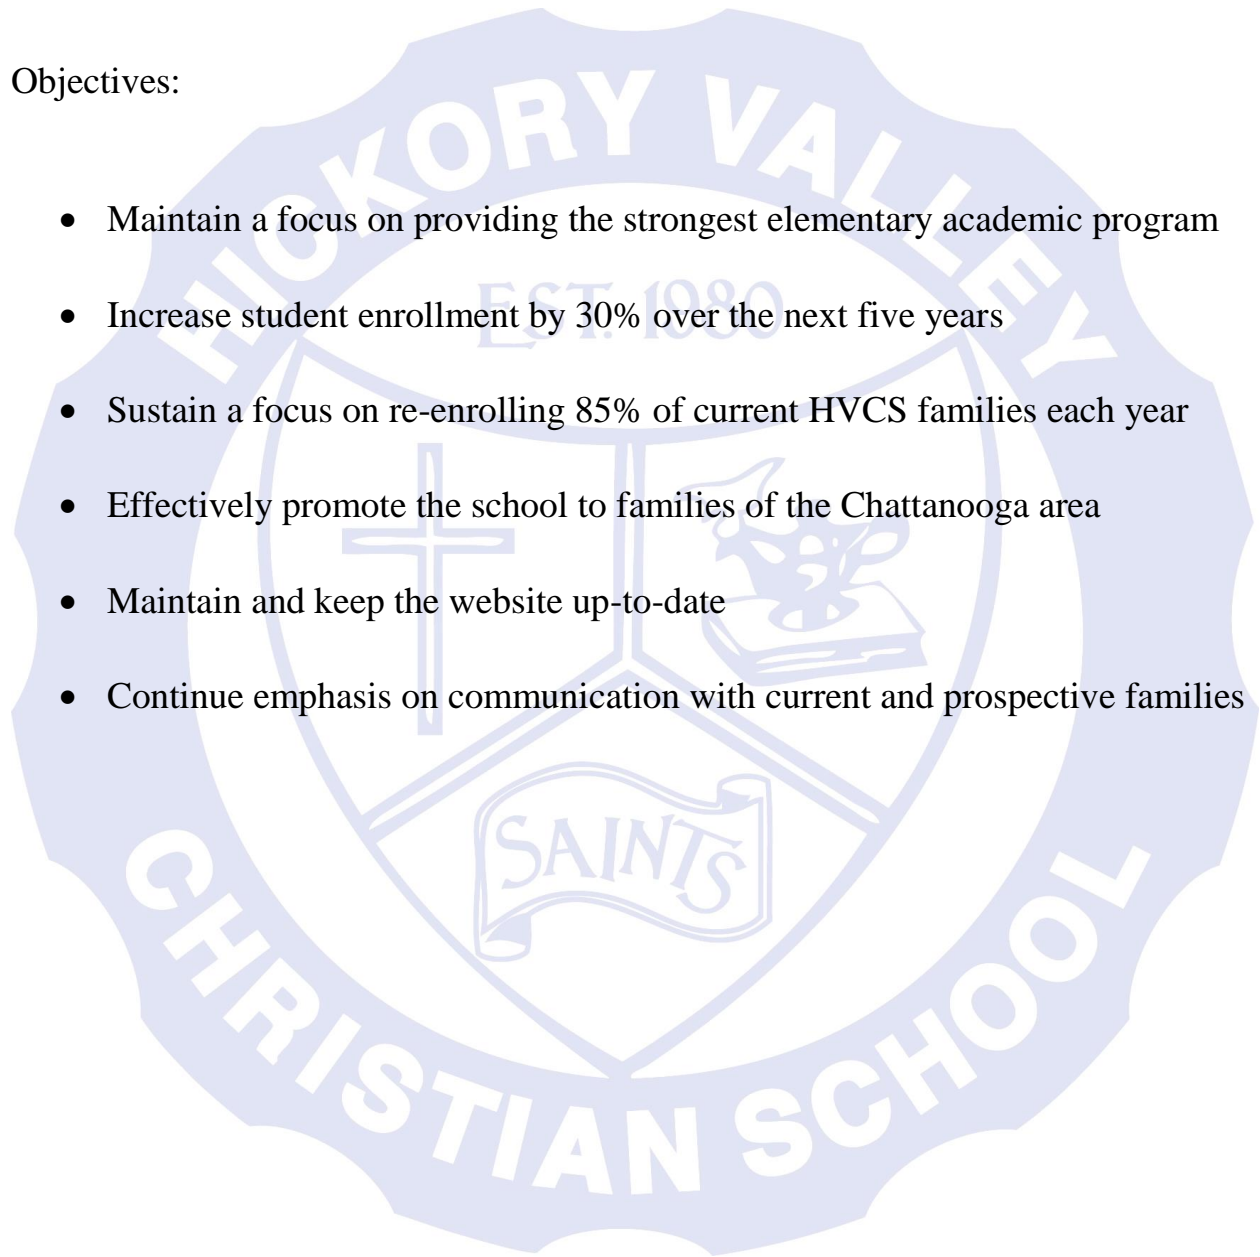 Objectives:
• Maintain a focus on providing the strongest elementary academic program
• Increase student enrollment by 30% over the next five years
• Sustain a focus on re-enrolling 85% of current HVCS families each year
• Effectively promote the school to families of the Chattanooga area
• Maintain and keep the website up-to-date
• Continue emphasis on communication with current and prospective families
HICKORY VALLEY
EST. 1980
SAINTS
CHRISTIAN SCHOOL